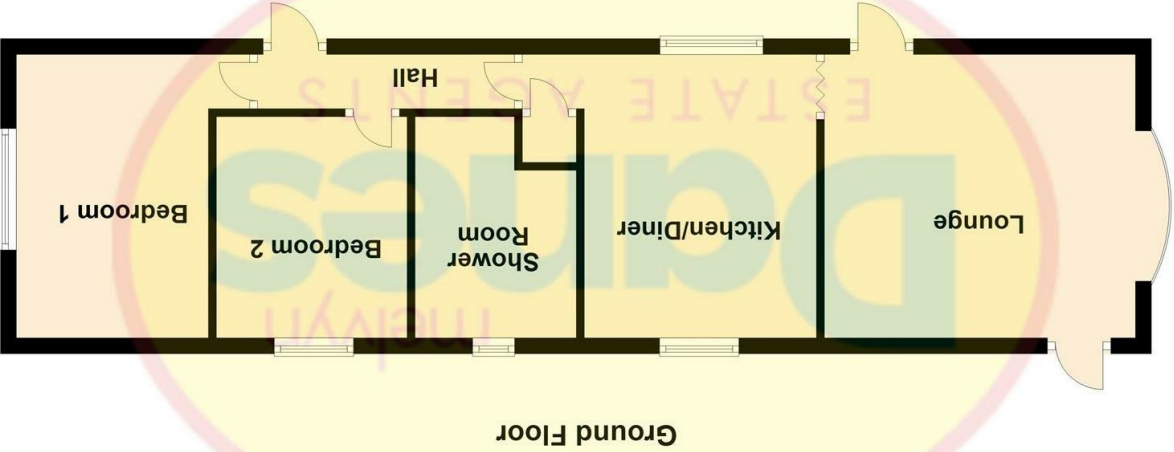 Ground Floor
melvyn
Danes
ESTATE AGENTS
Lounge
Kitchen/Diner
Shower
Room
Bedroom 2
Bedroom 1
Hall